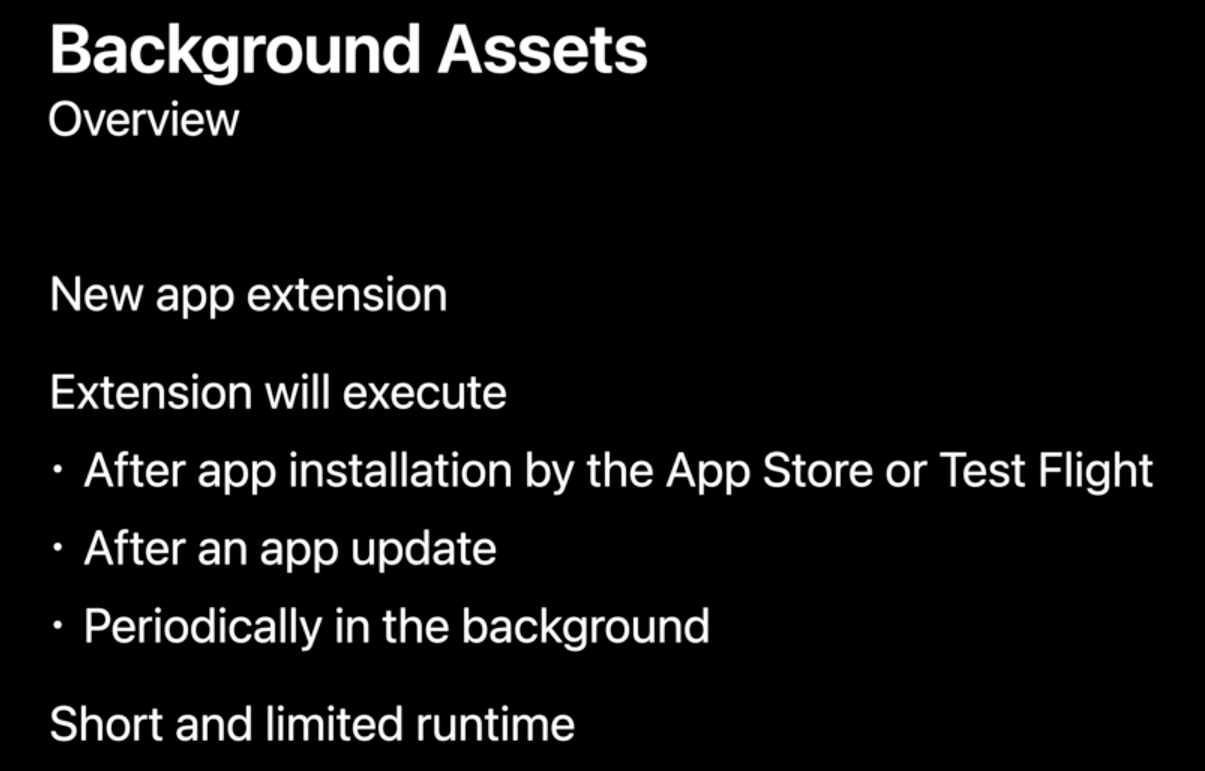 Background Assets
Overview
New app extension
Extension will execute
· After app installation by the App Store or Test Flight
· After an app update
· Periodically in the background
Short and limited runtime